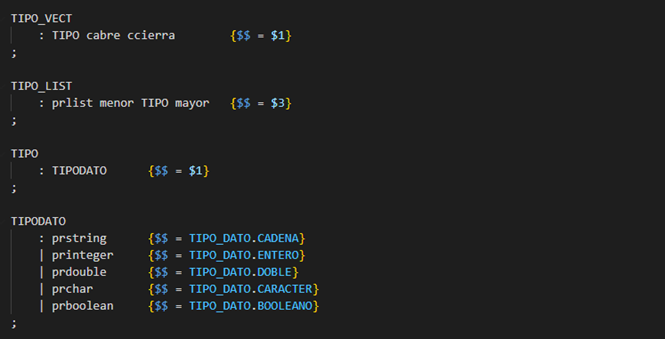 TIPO_VECT
: TIPO cabre ccierra {$$ = $1}
;
TIPO_LIST
: prlist menor TIPO mayor {$$ = $3}
;
TIPO
: TIPODATO {$$ = $1}
;
TIPODATO
: prstring {$$ = TIPO_DATO.CADENA}
| printeger {$$ = TIPO_DATO.ENTERO}
| prdouble {$$ = TIPO_DATO.DOBLE}
| prchar {$$ = TIPO_DATO.CARACTER}
| prboolean {$$ = TIPO_DATO.BOOLEANO}
;